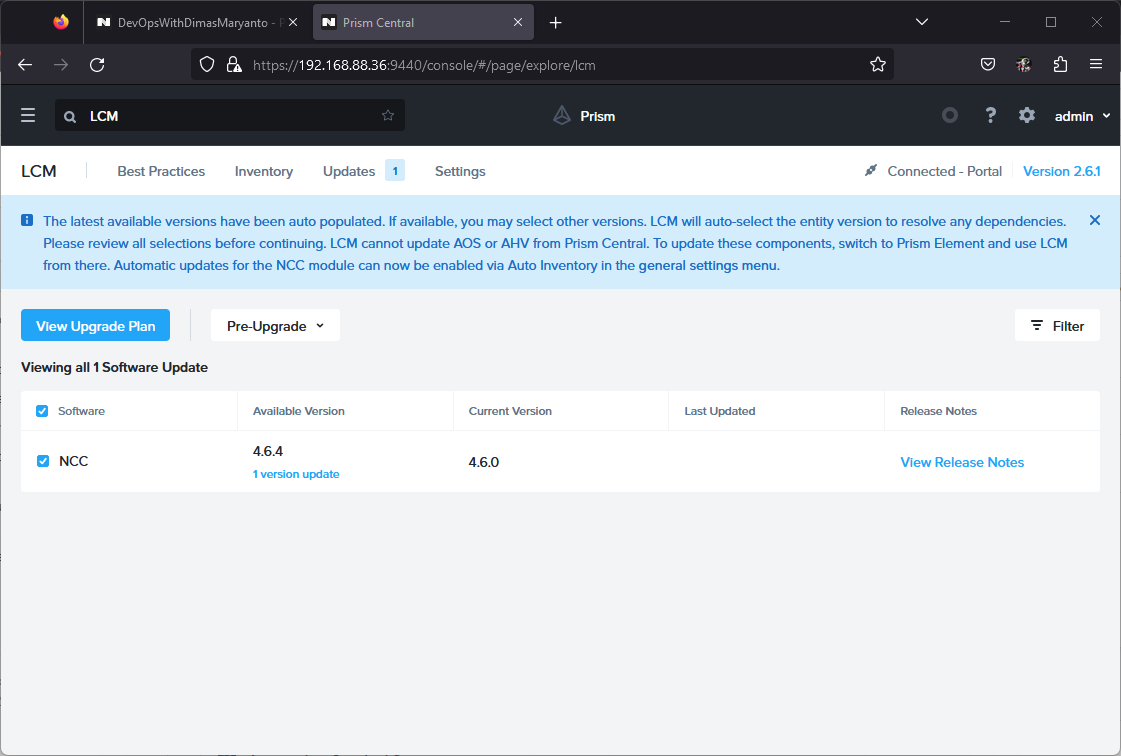 DevOpsWithDimasMaryanto - P
Prism Central
https://192.168.88.36:9440/console/#/page/explore/lcm
LCM
Prism
?
admin
LCM
Best Practices
Inventory
Updates 1
Settings
Connected - Portal
Version 2.6.1
The latest available versions have been auto populated. If available, you may select other versions. LCM will auto-select the entity version to resolve any dependencies.
Please review all selections before continuing. LCM cannot update AOS or AHV from Prism Central. To update these components, switch to Prism Element and use LCM
from there. Automatic updates for the NCC module can now be enabled via Auto Inventory in the general settings menu.
View Upgrade Plan
Pre-Upgrade
Filter
Viewing all 1 Software Update
Software
Available Version
Current Version
Last Updated
Release Notes
NCC
4.6.4
1 version update
4.6.0
View Release Notes